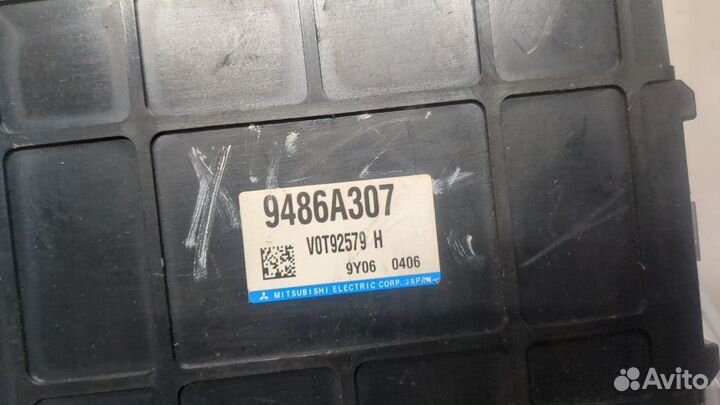 9486A307
V0T92579 H
9Y06 0406
MITSUBISHI ELECTRIC CORP.,JAPAN
Avito